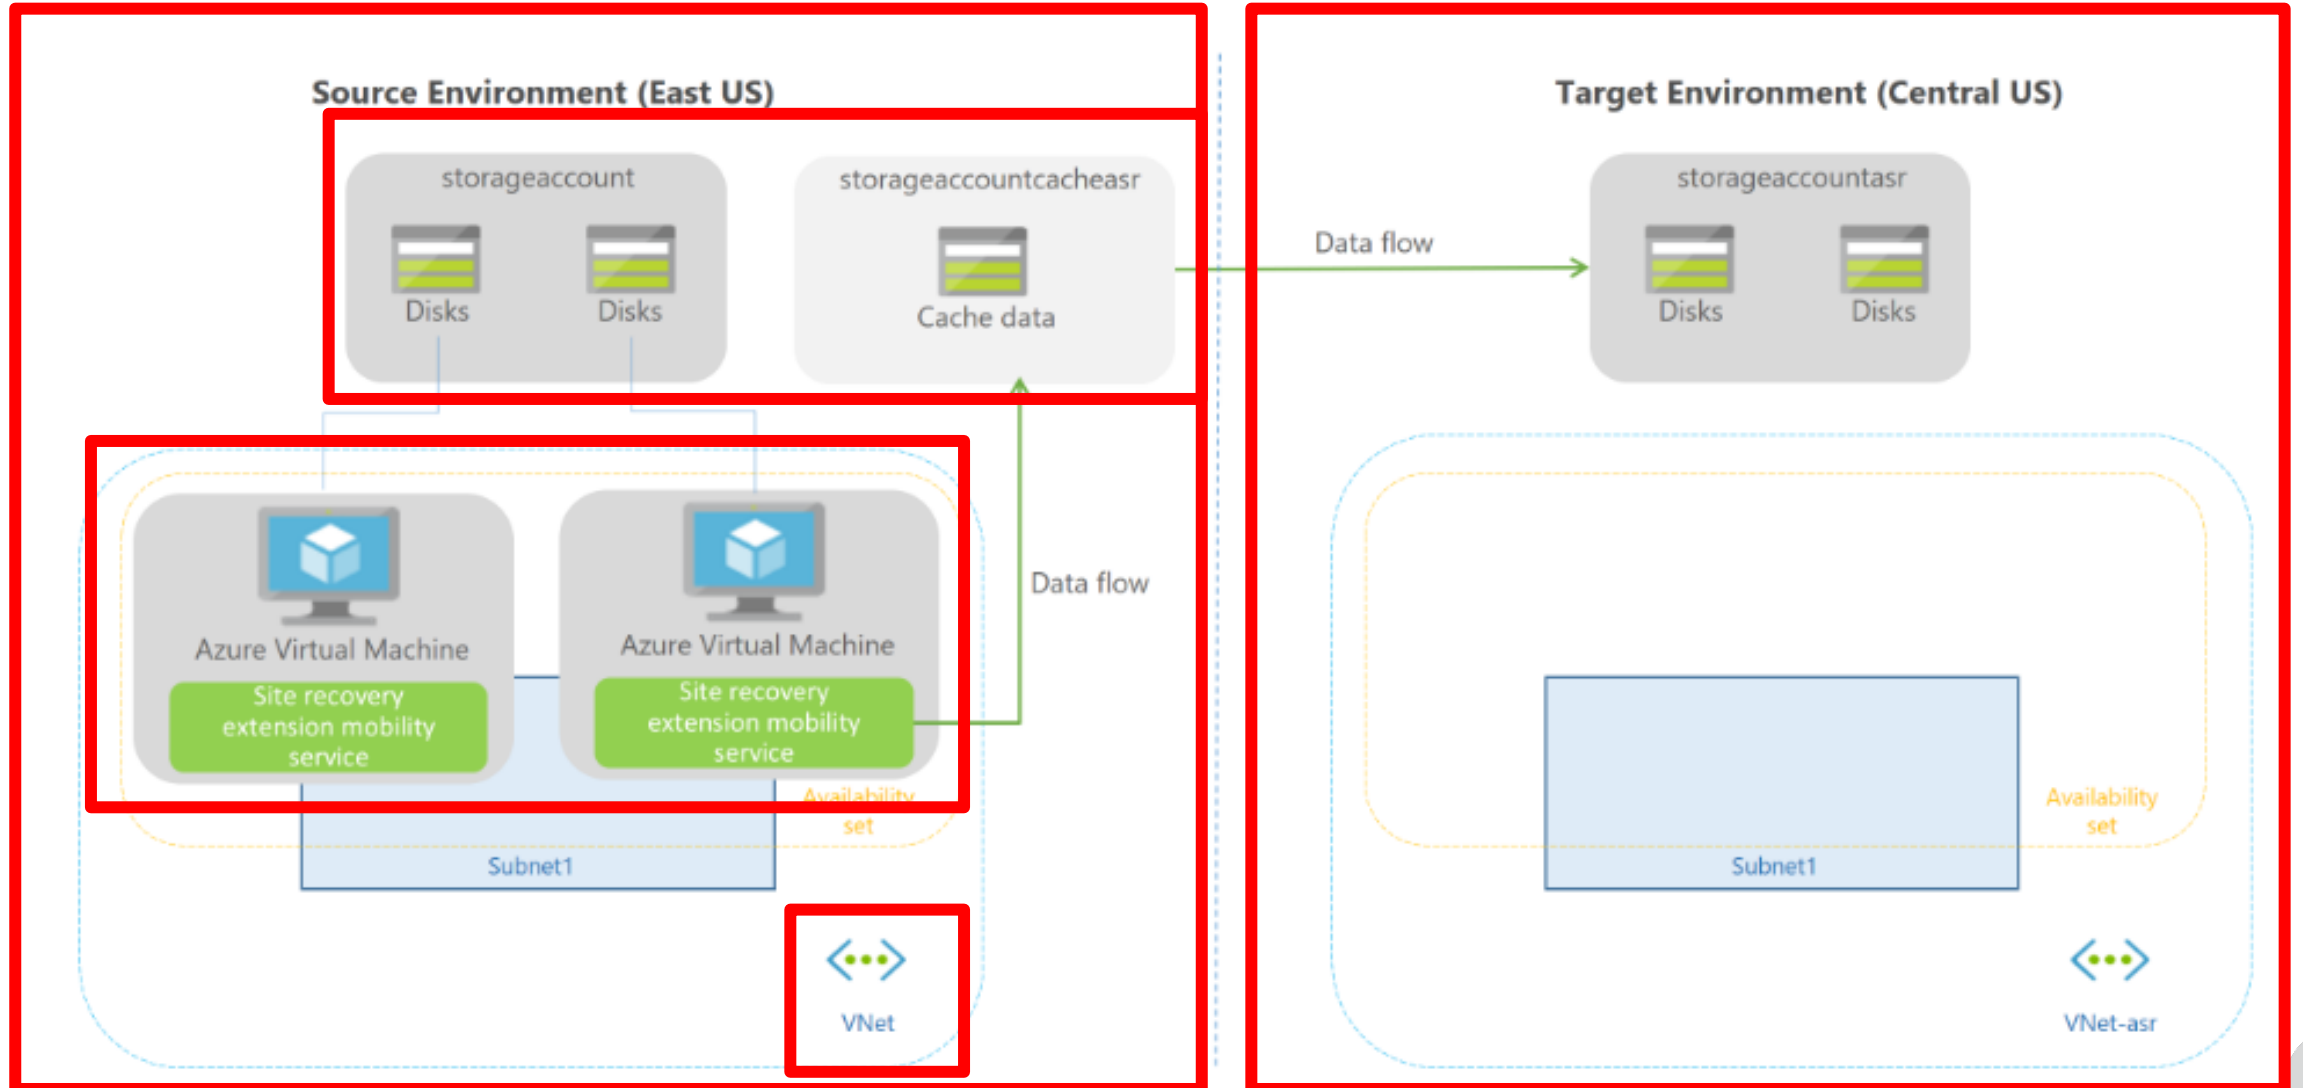 Source Environment (East US)
storageaccount
Disks
Disks
storageaccountcacheasr
Cache data
Azure Virtual Machine
Site recovery
extension mobility
service
Azure Virtual Machine
Site recovery
extension mobility
service
Data flow
Availability
set
Subnet1
VNet
Target Environment (Central US)
Data flow
storageaccountasr
Disks
Disks
Availability
set
Subnet1
VNet-asr